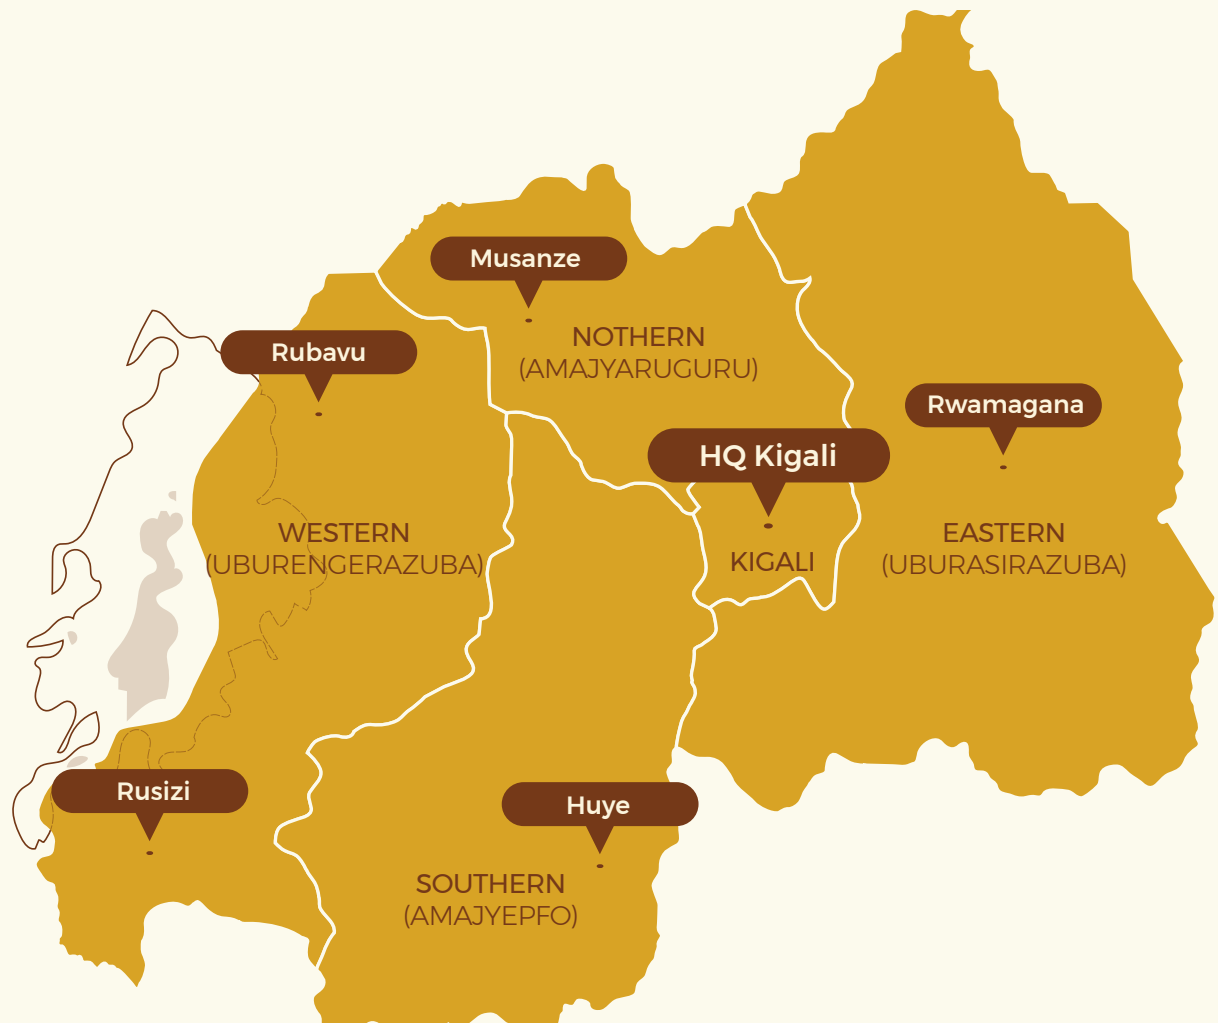 Musanze
NOTHERN
(AMAJYARUGURU)
Rubavu
Rwamagana
HQ Kigali
WESTERN
(UBURENGERAZUBA)
KIGALI
EASTERN
(UBURASIRAZUBA)
Rusizi
Huye
SOUTHERN
(AMAJYEPFO)